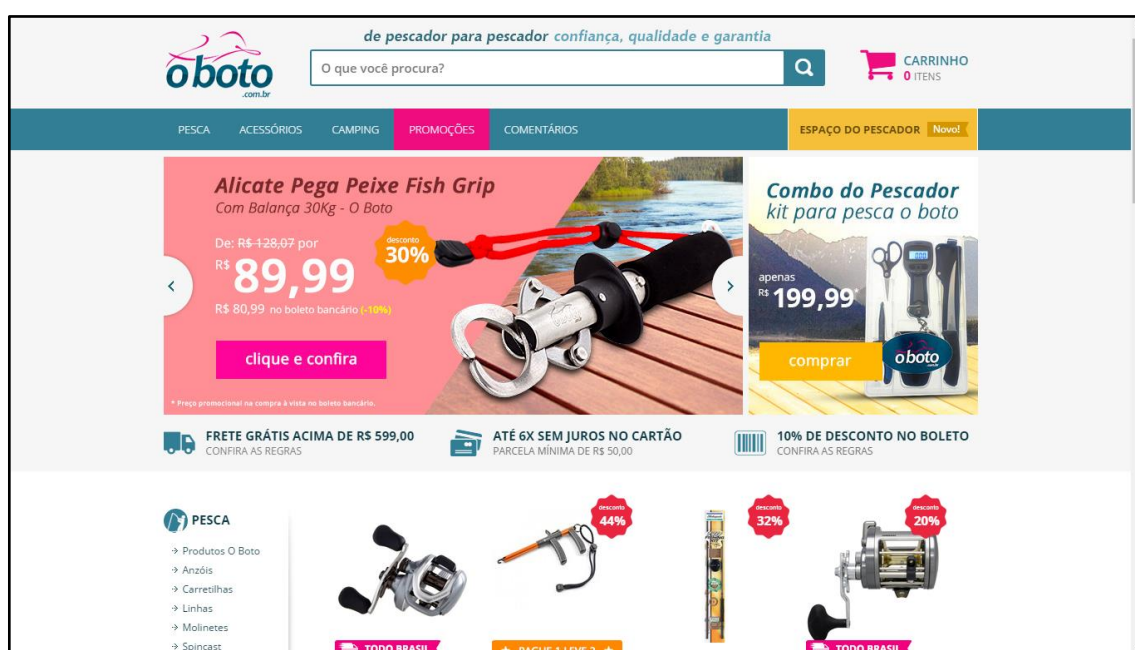 de pescador para pescador confiança, qualidade e garantia
o boto
.com.br
O que você procura?
CARRINHO
0 ITENS
PESCA ACESSÓRIOS CAMPING PROMOÇÕES COMENTÁRIOS ESPAÇO DO PESCADOR Novo!
Alicate Pega Peixe Fish Grip
Com Balança 30Kg - O Boto
De: R$ 128,07 por
R$ 89,99
desconto
30%
R$ 80,99 no boleto bancário (-10%)
clique e confira
* Preço promocional na compra à vista no boleto bancário.
Combo do Pescador
kit para pesca o boto
apenas
R$ 199,99*
comprar
o boto
FRETE GRÁTIS ACIMA DE R$ 599,00
CONFIRA AS REGRAS
ATÉ 6X SEM JUROS NO CARTÃO
PARCELA MÍNIMA DE R$ 50,00
10% DE DESCONTO NO BOLETO
CONFIRA AS REGRAS
PESCA
Produtos O Boto
Anzóis
Carretilhas
Linhas
Molinetes
Spincast
TODO BRASIL
desconto
44%
desconto
32%
desconto
20%
TODO BRASIL